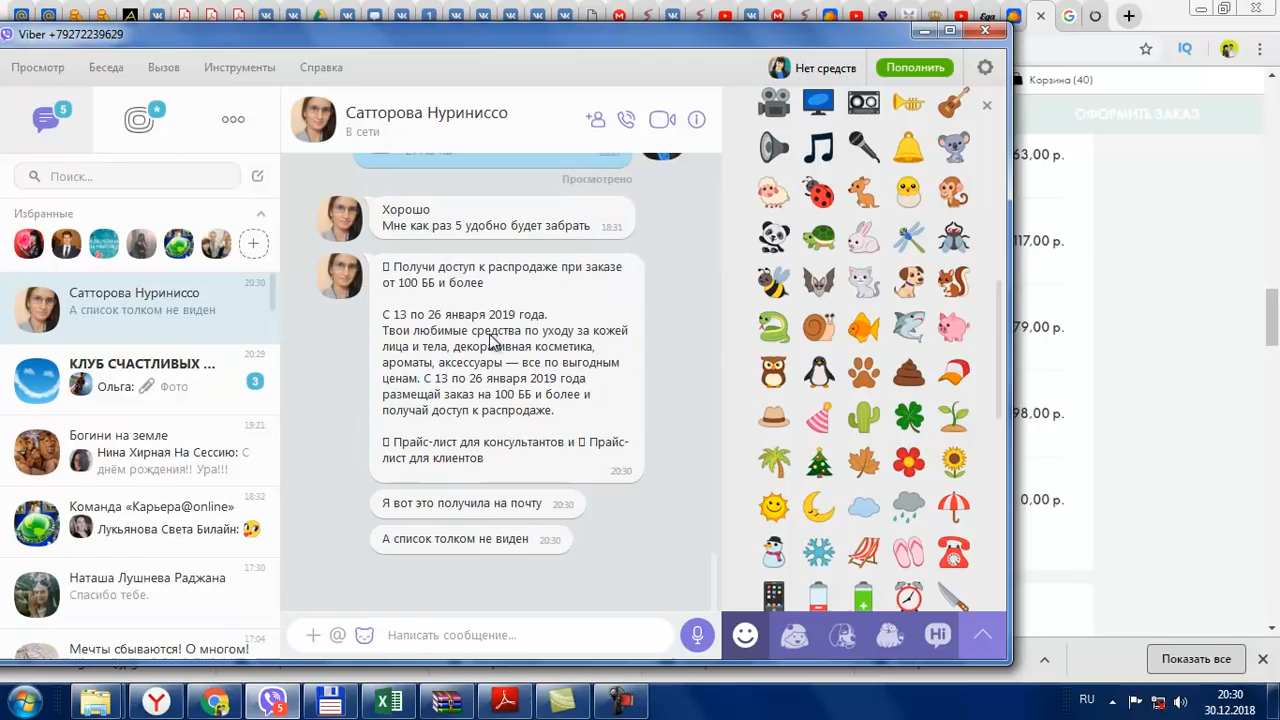 Viber +79272239629
Просмотр Беседа Вызов Инструменты Справка
Нет средств
Пополнить
5
Сатторова Нуриниссо
В сети
Поиск...
Избранные
Сатторова Нуриниссо 20:30
А список толком не виден
КЛУБ СЧАСТЛИВЫХ ... 20:29
Ольга: Фото
3
Богини на земле 19:21
Нина Хирная На Сессию: С
днём рождения!! Ура!!!
Команда «Карьера@online» 18:32
Лукьянова Света Билайн:
Наташа Лушнева Раджана 17:30
Спасибо тебе.
Мечты сбываются! О многом! 17:04
Просмотрено
Хорошо
Мне как раз 5 удобно будет забрать 18:31
Получи доступ к распродаже при заказе
от 100 ББ и более
С 13 по 26 января 2019 года.
Твои любимые средства по уходу за кожей
лица и тела, декоративная косметика,
ароматы, аксессуары — все по выгодным
ценам. С 13 по 26 января 2019 года
размещай заказ на 100 ББ и более и
получай доступ к распродаже.
Прайс-лист для консультантов и Прайс-
лист для клиентов
20:30
Я вот это получила на почту 20:30
А список толком не виден 20:30
Написать сообщение...
Hi
IQ
Корзина (40)
ОФОРМИТЬ ЗАКАЗ
63,00 р.
117,00 р.
79,00 р.
98,00 р.
0,00 р.
Показать все
5
RU
20:30
30.12.2018